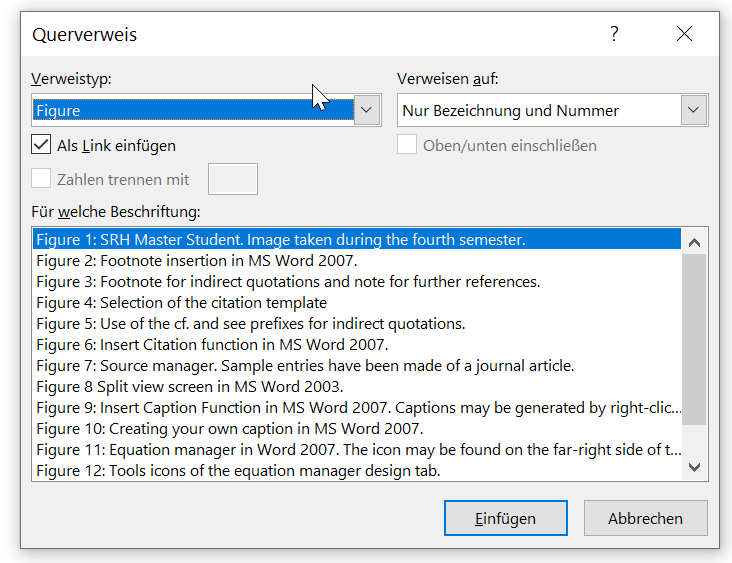 Querverweis
?
Verweistyp:
Verweisen auf:
Figure
Nur Bezeichnung und Nummer
Als Link einfügen
Oben/unten einschließen
Zahlen trennen mit
Für welche Beschriftung:
Figure 1: SRH Master Student. Image taken during the fourth semester.
Figure 2: Footnote insertion in MS Word 2007.
Figure 3: Footnote for indirect quotations and note for further references.
Figure 4: Selection of the citation template
Figure 5: Use of the cf. and see prefixes for indirect quotations.
Figure 6: Insert Citation function in MS Word 2007.
Figure 7: Source manager. Sample entries have been made of a journal article.
Figure 8 Split view screen in MS Word 2003.
Figure 9: Insert Caption Function in MS Word 2007. Captions may be generated by right-clic...
Figure 10: Creating your own caption in MS Word 2007.
Figure 11: Equation manager in Word 2007. The icon may be found on the far-right side of t...
Figure 12: Tools icons of the equation manager design tab.
Einfügen
Abbrechen